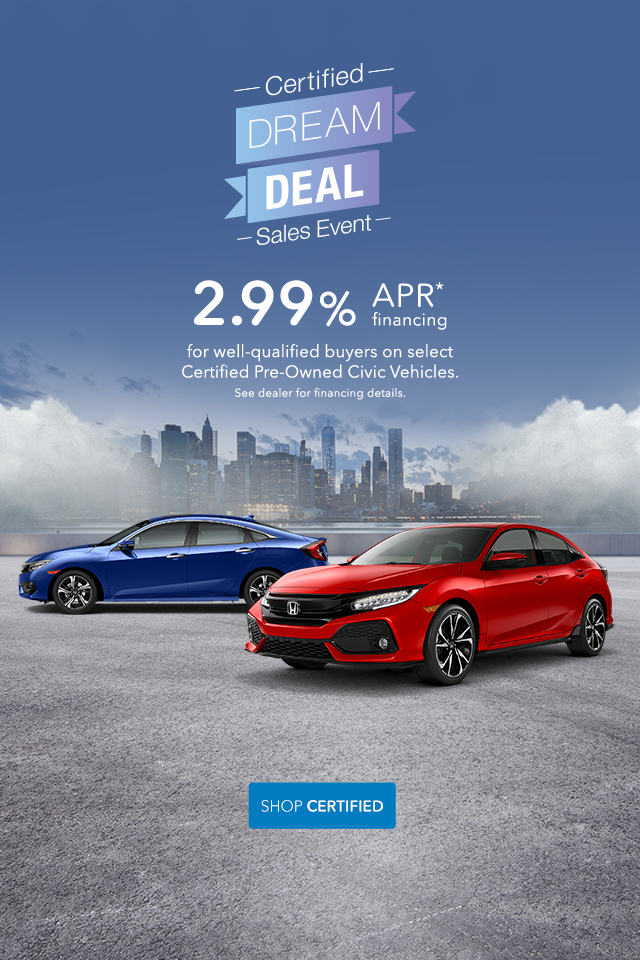 Certified
DREAM
DEAL
Sales Event
2.99% APR*
financing
for well-qualified buyers on select
Certified Pre-Owned Civic Vehicles.
See dealer for financing details.
SHOP CERTIFIED